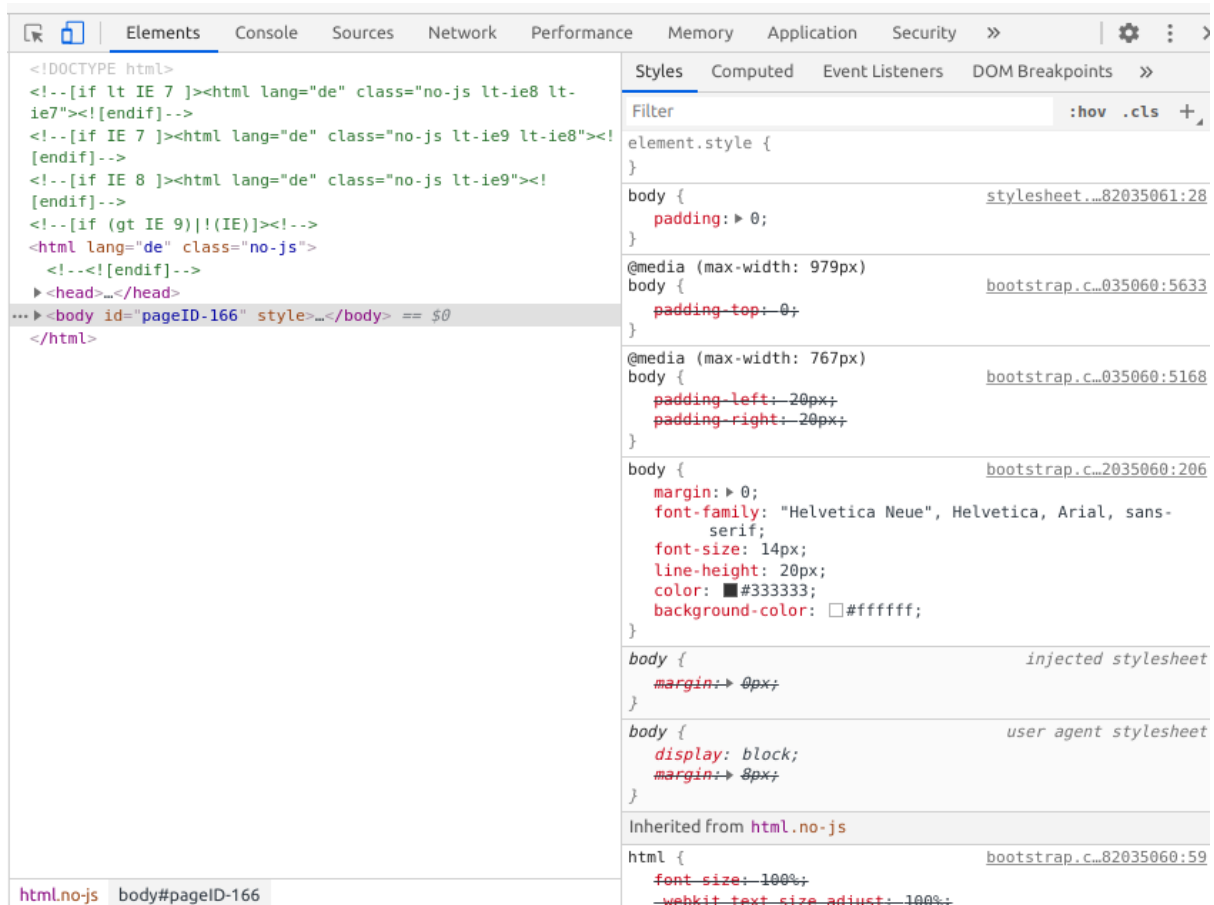 Elements Console Sources Network Performance Memory Application Security »
<!DOCTYPE html>
<!--[if lt IE 7 ]><html lang="de" class="no-js lt-ie8 lt-
ie7"><![endif]-->
<!--[if IE 7 ]><html lang="de" class="no-js lt-ie9 lt-ie8"><!
[endif]-->
<!--[if IE 8 ]><html lang="de" class="no-js lt-ie9"><!
[endif]-->
<!--[if (gt IE 9)|!(IE)]><!-->
<html lang="de" class="no-js">
<!--<![endif]-->
<head>…</head>
<body id="pageID-166" style>…</body> == $0
</html>
html.no-js body#pageID-166
Styles Computed Event Listeners DOM Breakpoints »
Filter :hov .cls +
element.style {
}
body { stylesheet.…82035061:28
padding: 0;
}
@media (max-width: 979px)
body { bootstrap.c…035060:5633
padding-top: 0;
}
@media (max-width: 767px)
body { bootstrap.c…035060:5168
padding-left: 20px;
padding-right: 20px;
}
body { bootstrap.c…2035060:206
margin: 0;
font-family: "Helvetica Neue", Helvetica, Arial, sans-
serif;
font-size: 14px;
line-height: 20px;
color: #333333;
background-color: #ffffff;
}
body { injected stylesheet
margin: 0px;
}
body { user agent stylesheet
display: block;
margin: 8px;
}
Inherited from html.no-js
html { bootstrap.c…82035060:59
font-size: 100%;
-webkit-text-size-adjust: 100%;